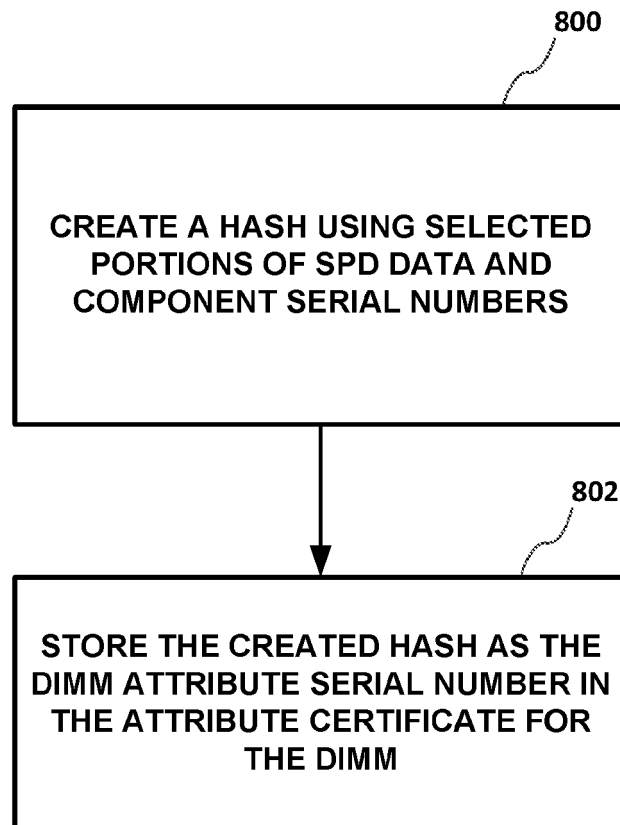 800
CREATE A HASH USING SELECTED
PORTIONS OF SPD DATA AND
COMPONENT SERIAL NUMBERS
802
STORE THE CREATED HASH AS THE
DIMM ATTRIBUTE SERIAL NUMBER IN
THE ATTRIBUTE CERTIFICATE FOR
THE DIMM